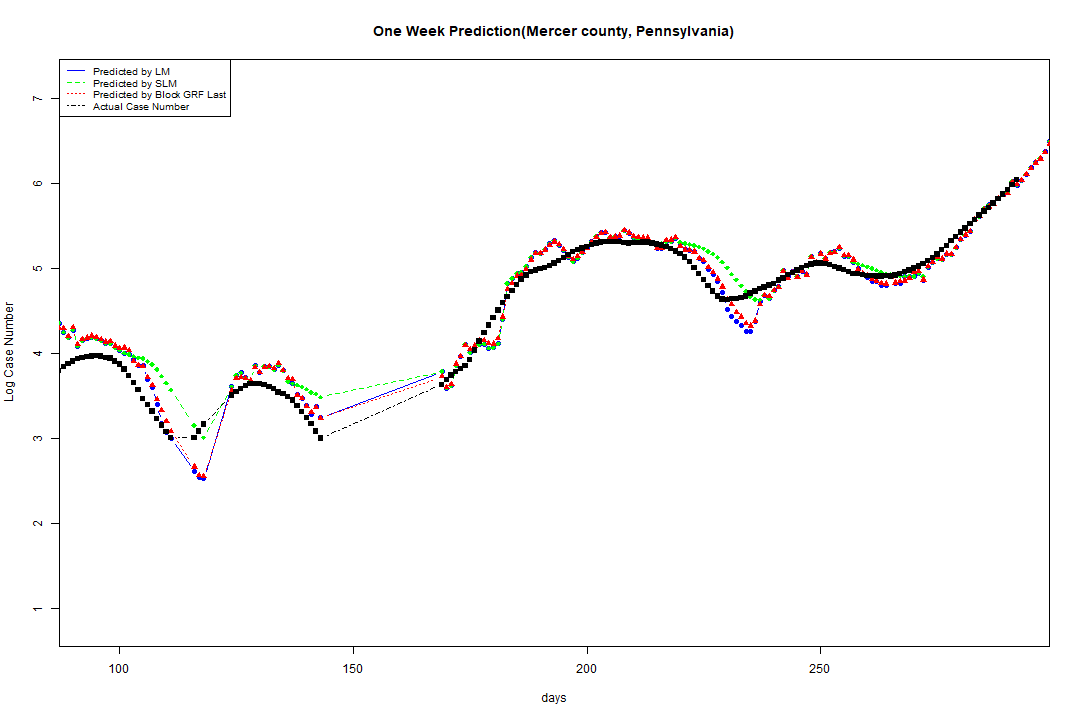 One Week Prediction(Mercer county, Pennsylvania)
Predicted by LM
Predicted by SLM
Predicted by Block GRF Last
Actual Case Number
7
6
5
4
3
2
1
Log Case Number
100
150
200
250
days